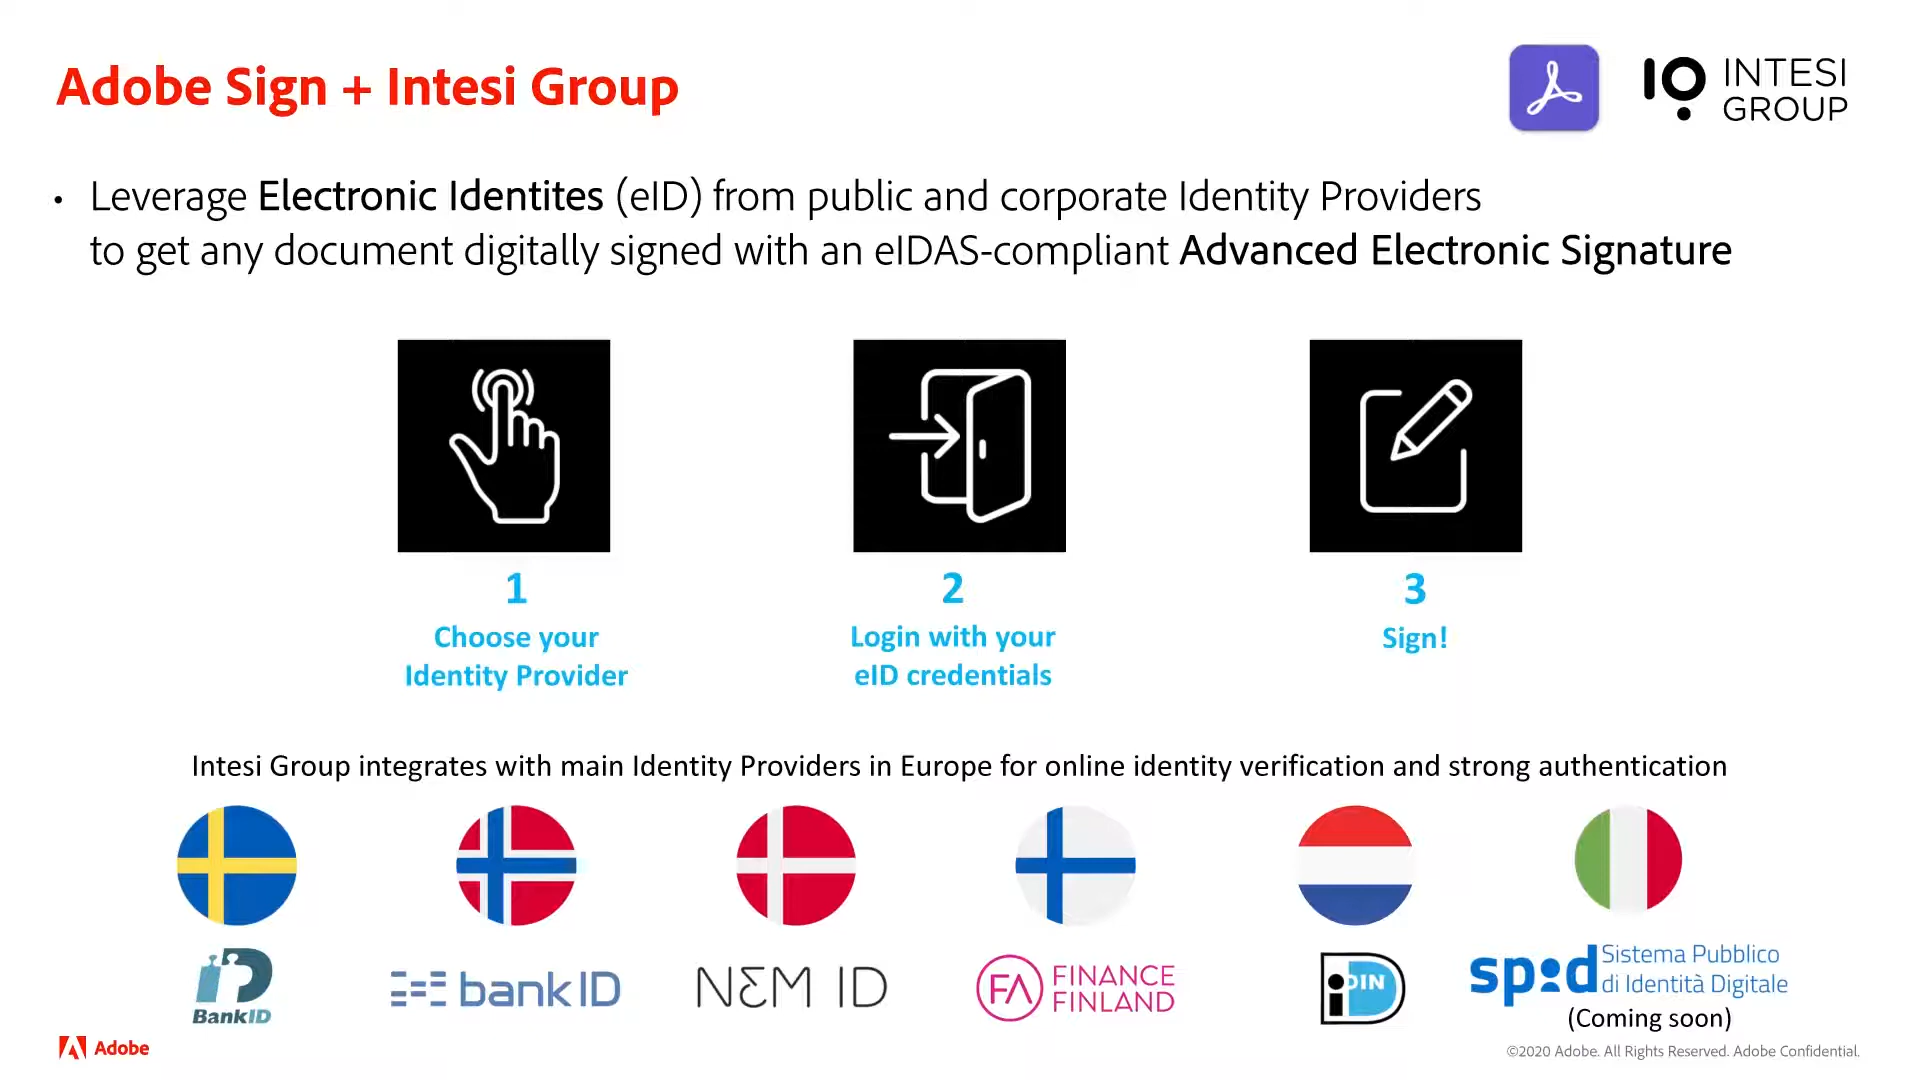 Adobe Sign + Intesi Group
INTESI
GROUP
• Leverage Electronic Identites (eID) from public and corporate Identity Providers
to get any document digitally signed with an eIDAS-compliant Advanced Electronic Signature
1
Choose your
Identity Provider
2
Login with your
eID credentials
3
Sign!
Intesi Group integrates with main Identity Providers in Europe for online identity verification and strong authentication
BankID
bankID
NEM ID
FA FINANCE
FINLAND
iDIN
spid Sistema Pubblico
di Identità Digitale
(Coming soon)
Adobe
©2020 Adobe. All Rights Reserved. Adobe Confidential.